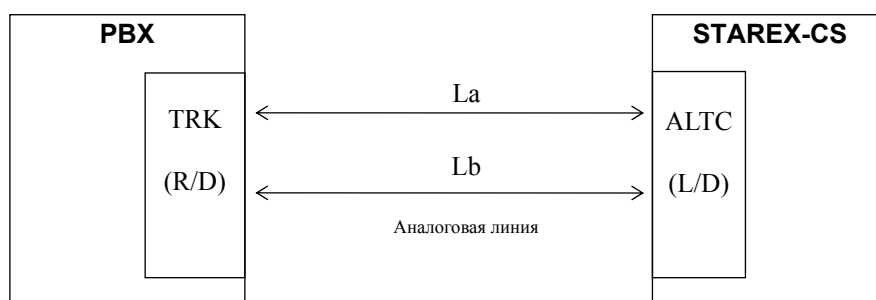 PBX
STAREX-CS
La
TRK
ALTC
Lb
(R/D)
(L/D)
Аналоговая линия